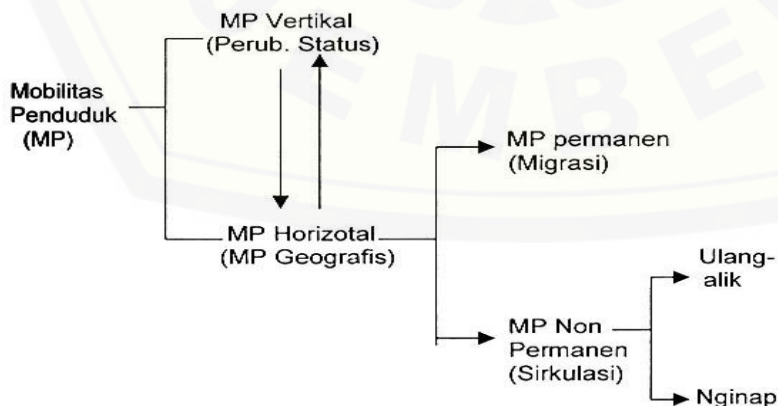 MP Vertikal
(Perub. Status)
Mobilitas
Penduduk
(MP)
MP permanen
(Migrasi)
MP Horizotal
(MP Geografis)
Ulang-
alik
MP Non
Permanen
(Sirkulasi)
Nginap
EMBE